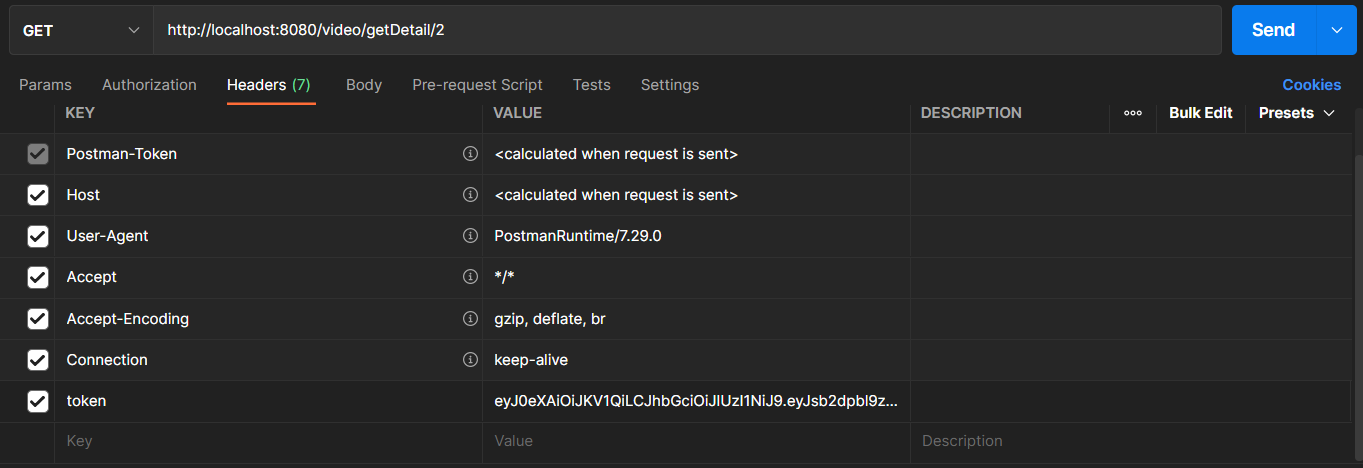 GET http://localhost:8080/video/getDetail/2 Send
Params Authorization Headers (7) Body Pre-request Script Tests Settings Cookies
KEY VALUE DESCRIPTION ooo Bulk Edit Presets
Postman-Token <calculated when request is sent>
Host <calculated when request is sent>
User-Agent PostmanRuntime/7.29.0
Accept */*
Accept-Encoding gzip, deflate, br
Connection keep-alive
token eyJ0eXAiOiJKV1QiLCJhbGciOiJIUzI1NiJ9.eyJsb2dpbl9z...
Key Value Description